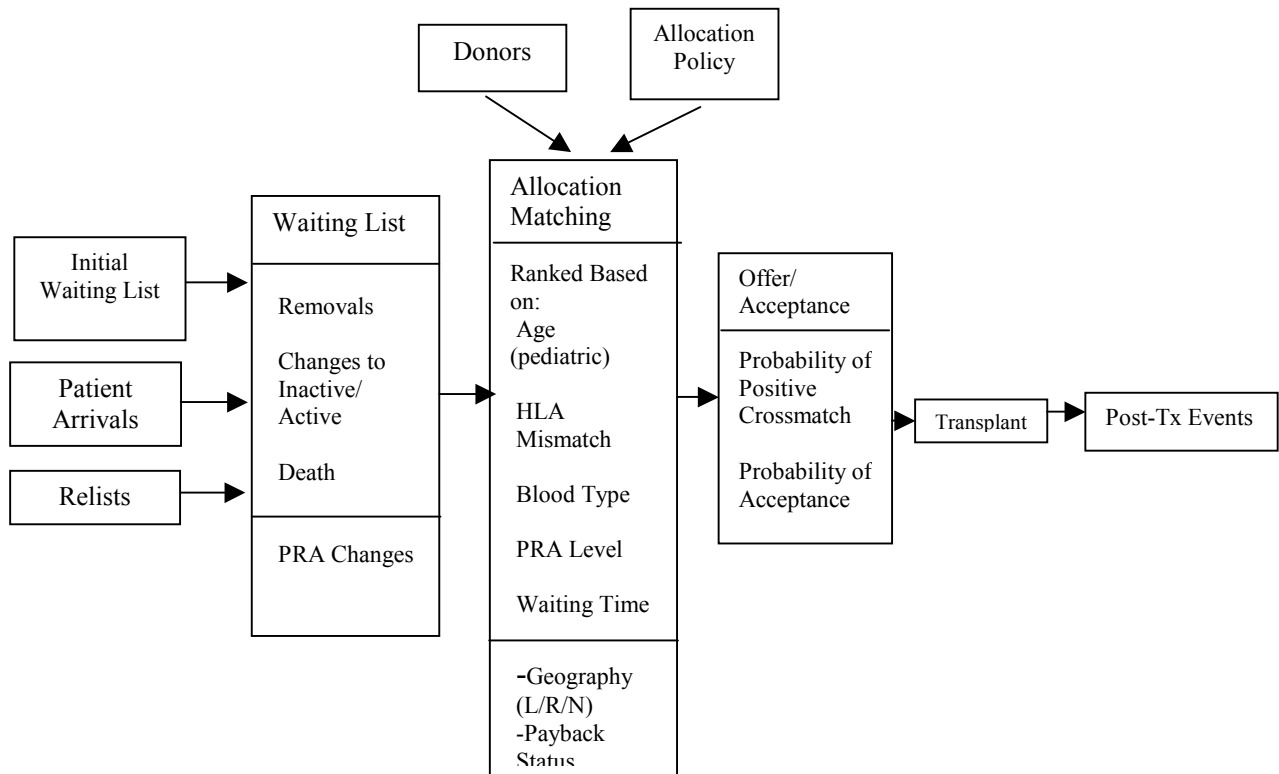 Donors
Allocation
Policy
Initial
Waiting List
Patient
Arrivals
Relists
Waiting List
Removals
Changes to
Inactive/
Active
Death
PRA Changes
Allocation
Matching
Ranked Based
on:
Age
(pediatric)
HLA
Mismatch
Blood Type
PRA Level
Waiting Time
-Geography
(L/R/N)
-Payback
Status
Offer/
Acceptance
Probability of
Positive
Crossmatch
Probability of
Acceptance
Transplant
Post-Tx Events